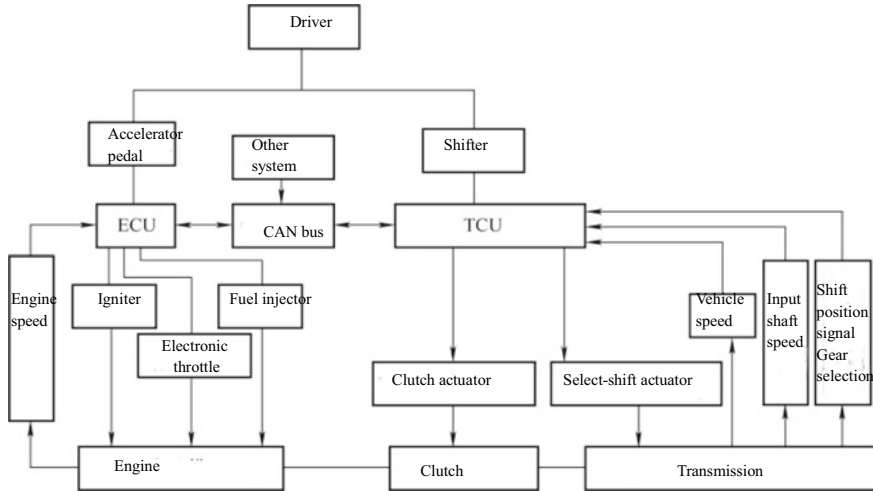 Driver
Accelerator
pedal
Other
system
Shifter
ECU
CAN bus
TCU
Engine
speed
Igniter
Fuel injector
Electronic
throttle
Vehicle
speed
Input
shaft
speed
Shift
position
signal
Gear
selection
Clutch actuator
Select-shift actuator
Engine
Clutch
Transmission